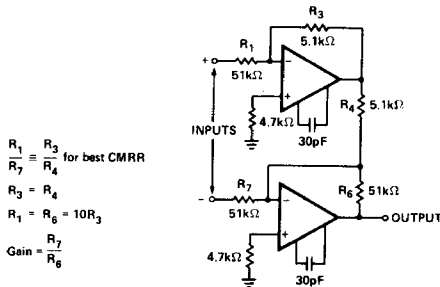 R3
5.1kΩ
+
R1
51kΩ
−
+
R4
5.1kΩ
4.7kΩ
INPUTS
30pF
R1/R7 ≡ R3/R4 for best CMRR
R3 = R4
R1 = R6 = 10R3
Gain = R7/R6
−
R7
51kΩ
−
+
R6
51kΩ
OUTPUT
4.7kΩ
30pF